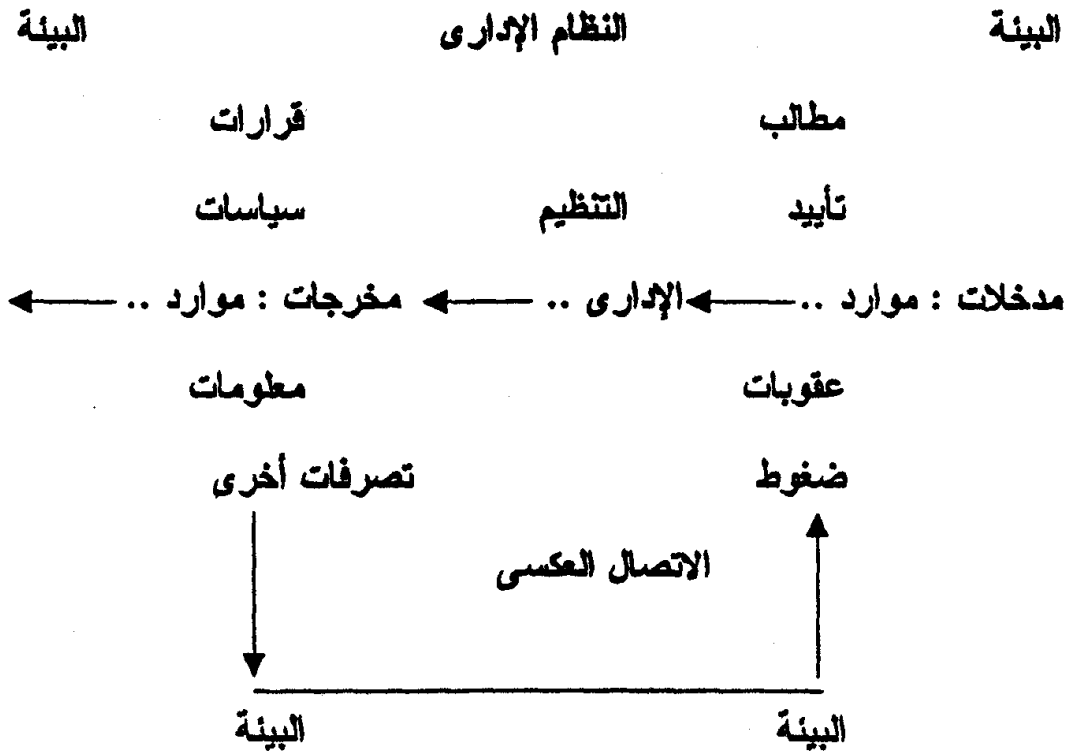 البيئة النظام الإدارى البيئة
مطالب قرارات
تأييد التنظيم سياسات
مدخلات : موارد .. الإدارى .. مخرجات : موارد ..
عقوبات معلومات
ضغوط تصرفات أخرى
الاتصال العكسى
البيئة البيئة